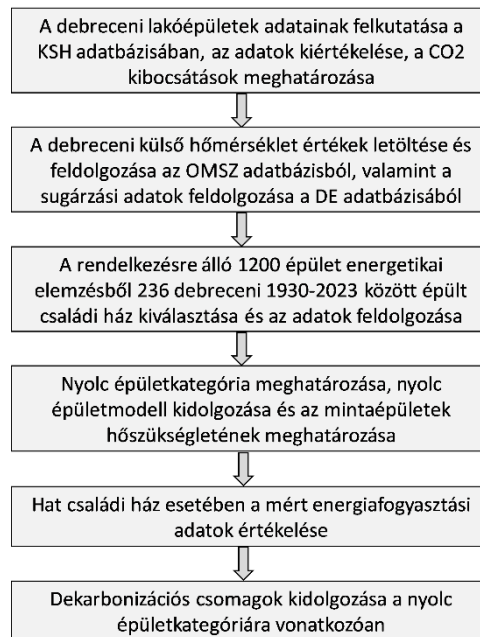 A debreceni lakóépületek adatainak felkutatása a
KSH adatbázisában, az adatok kiértékelése, a CO2
kibocsátások meghatározása
A debreceni külső hőmérséklet értékek letöltése és
feldolgozása az OMSZ adatbázisból, valamint a
sugárzási adatok feldolgozása a DE adatbázisából
A rendelkezésre álló 1200 épület energetikai
elemzésből 236 debreceni 1930-2023 között épült
családi ház kiválasztása és az adatok feldolgozása
Nyolc épületkategória meghatározása, nyolc
épületmodell kidolgozása és az mintaépületek
hőszükségletének meghatározása
Hat családi ház esetében a mért energiafogyasztási
adatok értékelése
Dekarbonizációs csomagok kidolgozása a nyolc
épületkategóriára vonatkozóan